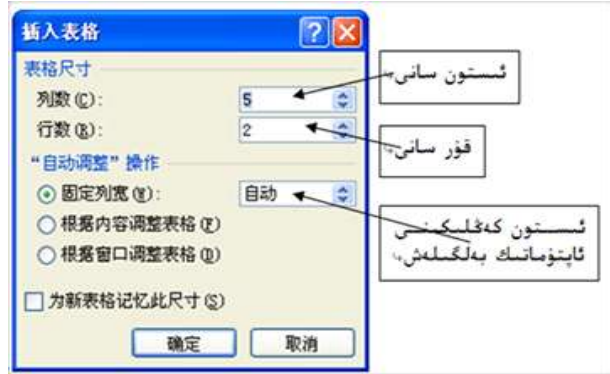 插入表格
表格尺寸
列数(C):
5
行数(R):
2
“自动调整”操作
固定列宽(W):
自动
根据内容调整表格(F)
根据窗口调整表格(D)
为新表格记忆此尺寸(S)
确定
取消
ئىستون سانى
قۇر سانى
ئىستون كەڭلىكىنى
ئاپتوماتىك بەلگىلەش